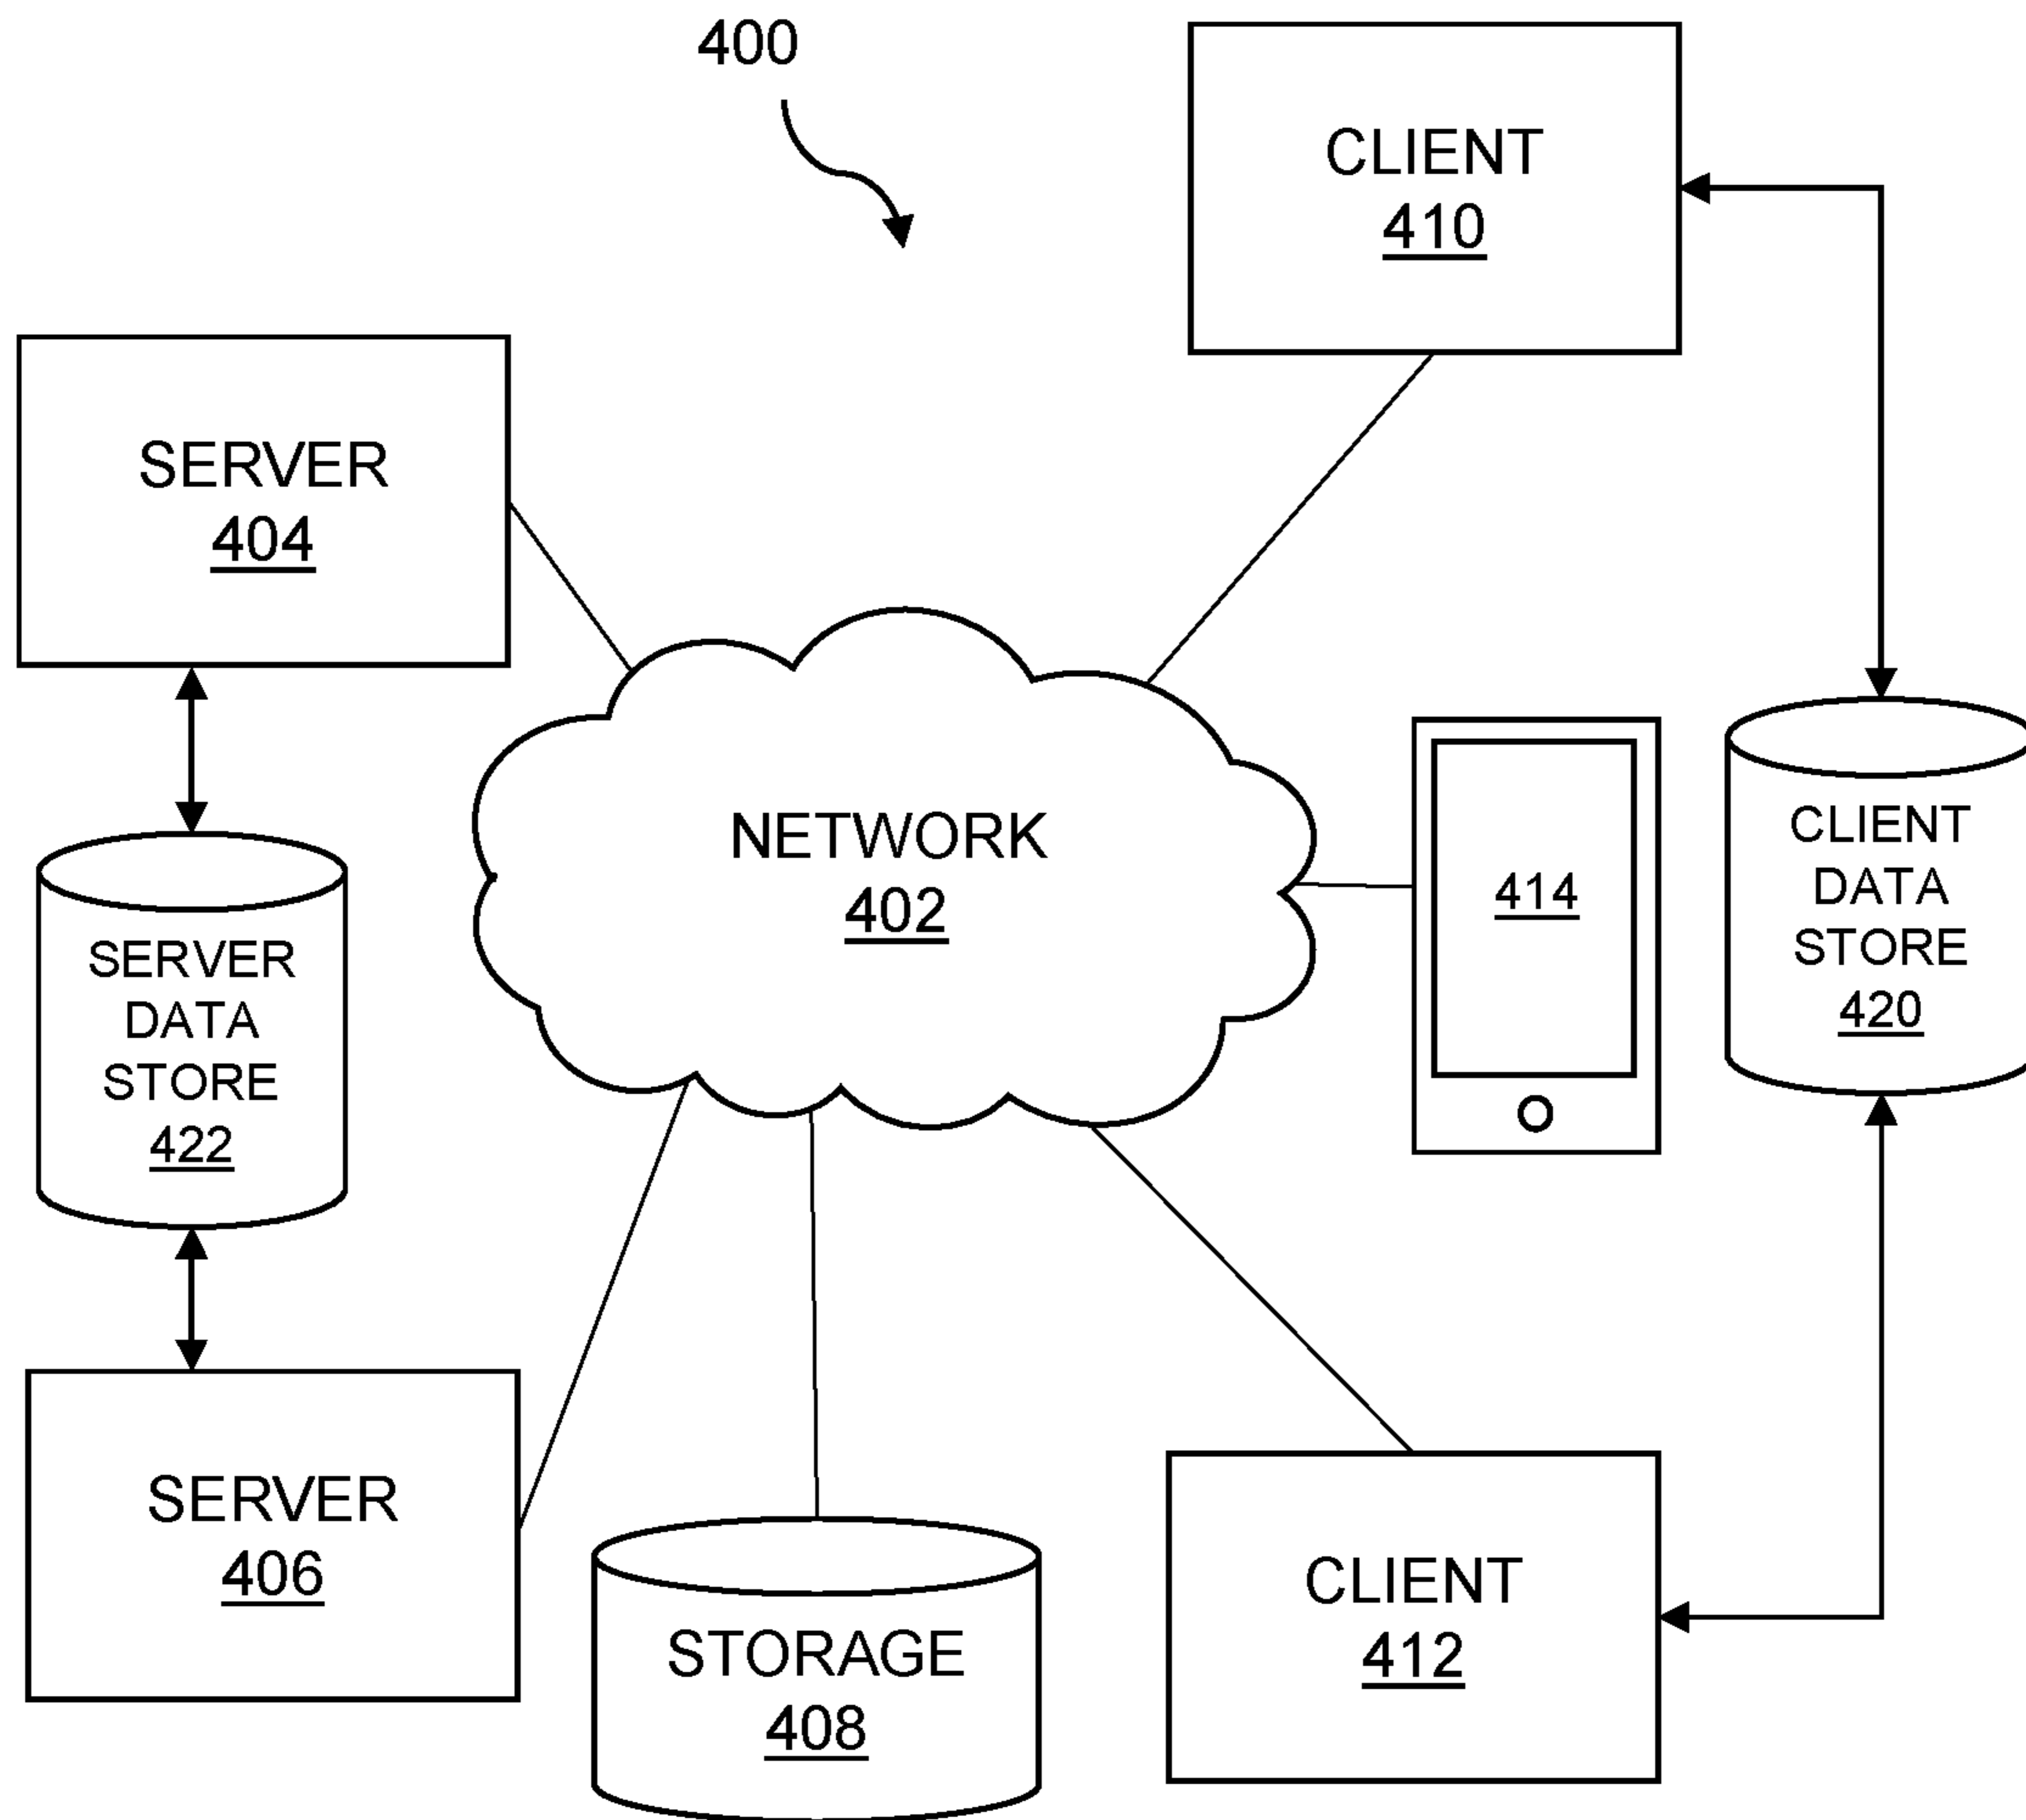 400
CLIENT
410
SERVER
404
NETWORK
402
414
CLIENT
DATA
STORE
420
SERVER
DATA
STORE
422
SERVER
406
STORAGE
408
CLIENT
412